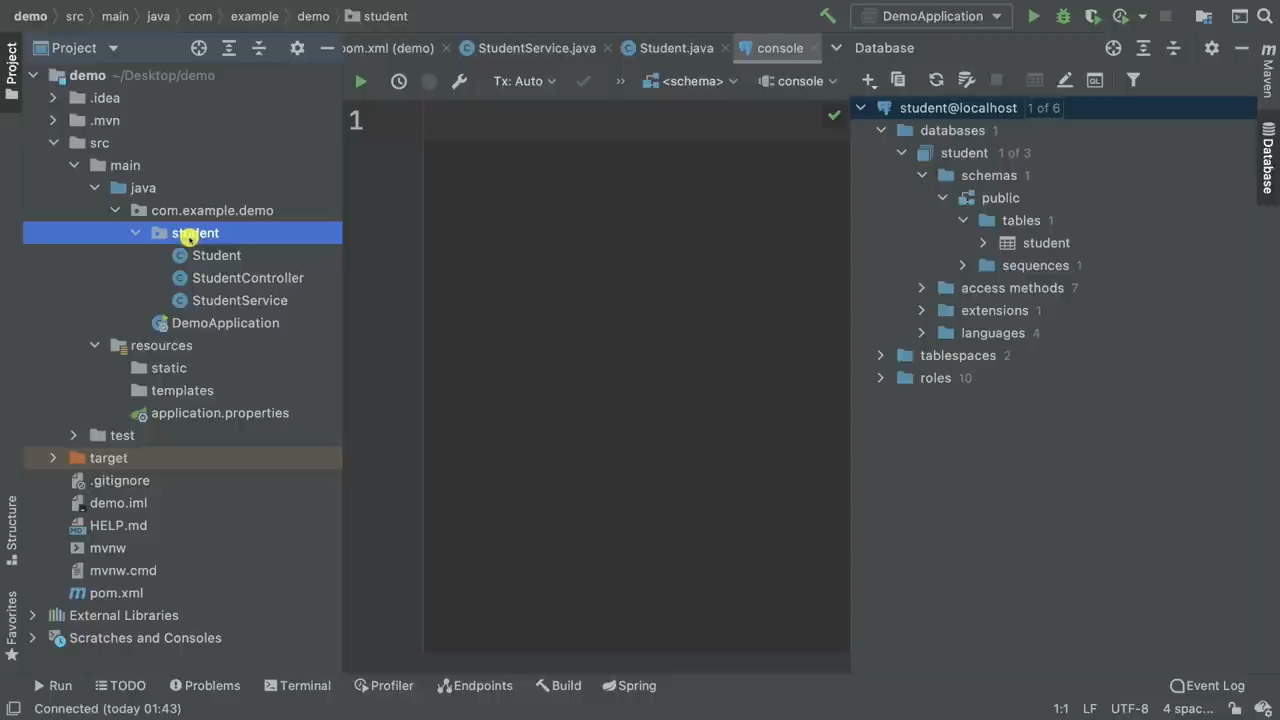 demo
src
main
java
com
example
demo
student
DemoApplication
Project
pom.xml (demo)
StudentService.java
Student.java
console
Database
Tx: Auto
<schema>
console
demo ~/Desktop/demo
.idea
.mvn
src
main
java
com.example.demo
student
Student
StudentController
StudentService
DemoApplication
resources
static
templates
application.properties
test
target
.gitignore
demo.iml
HELP.md
mvnw
mvnw.cmd
pom.xml
External Libraries
Scratches and Consoles
1
student@localhost 1 of 6
databases 1
student 1 of 3
schemas 1
public
tables 1
student
sequences 1
access methods 7
extensions 1
languages 4
tablespaces 2
roles 10
Project
Structure
Favorites
Maven
Database
Run
TODO
Problems
Terminal
Profiler
Endpoints
Build
Spring
Event Log
Connected (today 01:43)
1:1
LF
UTF-8
4 spac...